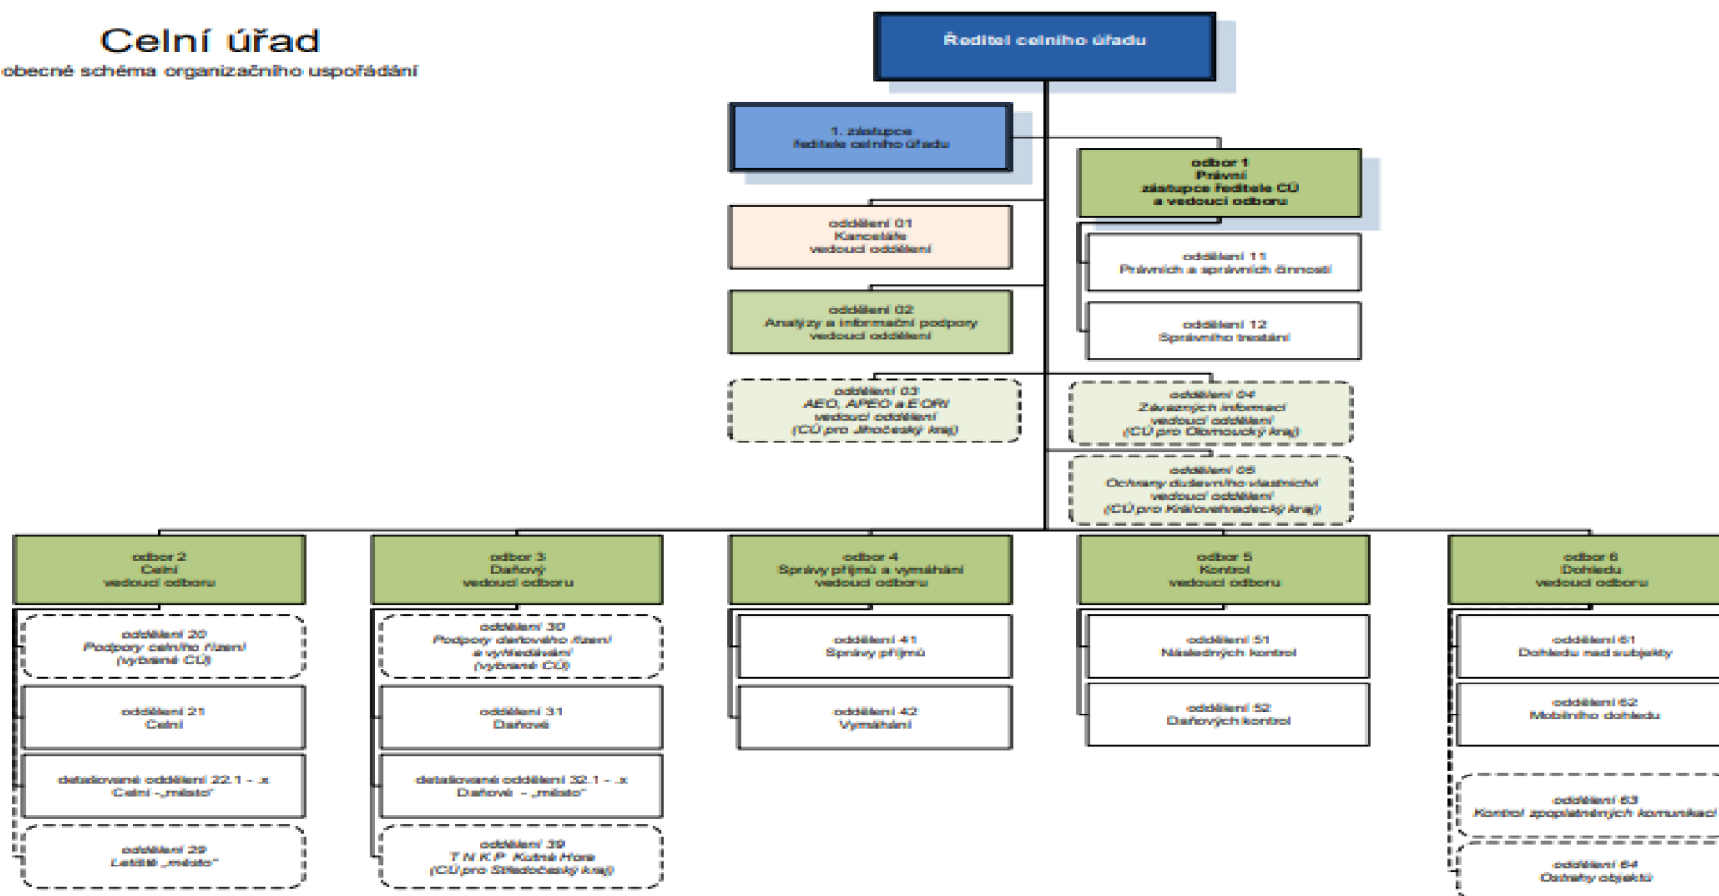 Celní úřad
obecné schéma organizačního uspořádání
Ředitel celního úřadu
1. zástupce
ředitele celního úřadu
odbor 1
Právní
zástupce ředitele CÚ
a vedoucí odboru
oddělení 01
Kanceláře
vedoucí oddělení
oddělení 11
Právních a správních činností
oddělení 02
Analýzy a informační podpory
vedoucí oddělení
oddělení 12
Správního trestání
oddělení 03
AEO, APEO a EORI
vedoucí oddělení
(CÚ pro Jihočeský kraj)
oddělení 04
Závazných informací
vedoucí oddělení
(CÚ pro Olomoucký kraj)
oddělení 05
Ochrany duševního vlastnictví
vedoucí oddělení
(CÚ pro Královehradecký kraj)
odbor 2
Celní
vedoucí odboru
odbor 3
Daňový
vedoucí odboru
odbor 4
Správy příjmů a vymáhání
vedoucí odboru
odbor 5
Kontrol
vedoucí odboru
odbor 6
Dohledu
vedoucí odboru
oddělení 20
Podpory celního řízení
(vybrané CÚ)
oddělení 30
Podpory daňového řízení
a vyhledávání
(vybrané CÚ)
oddělení 41
Správy příjmů
oddělení 51
Následných kontrol
oddělení 61
Dohledu nad subjekty
oddělení 21
Celní
oddělení 31
Daňové
oddělení 42
Vymáhání
oddělení 52
Daňových kontrol
oddělení 62
Mobilního dohledu
detašované oddělení 22.1 - .x
Celní -„město“
detašované oddělení 32.1 - .x
Daňové - „město“
oddělení 63
Kontrol zpoplatněných komunikací
oddělení 29
Letiště „město“
oddělení 39
T N K P Kutná Hora
(CÚ pro Středočeský kraj)
oddělení 64
Ostrahy objektů